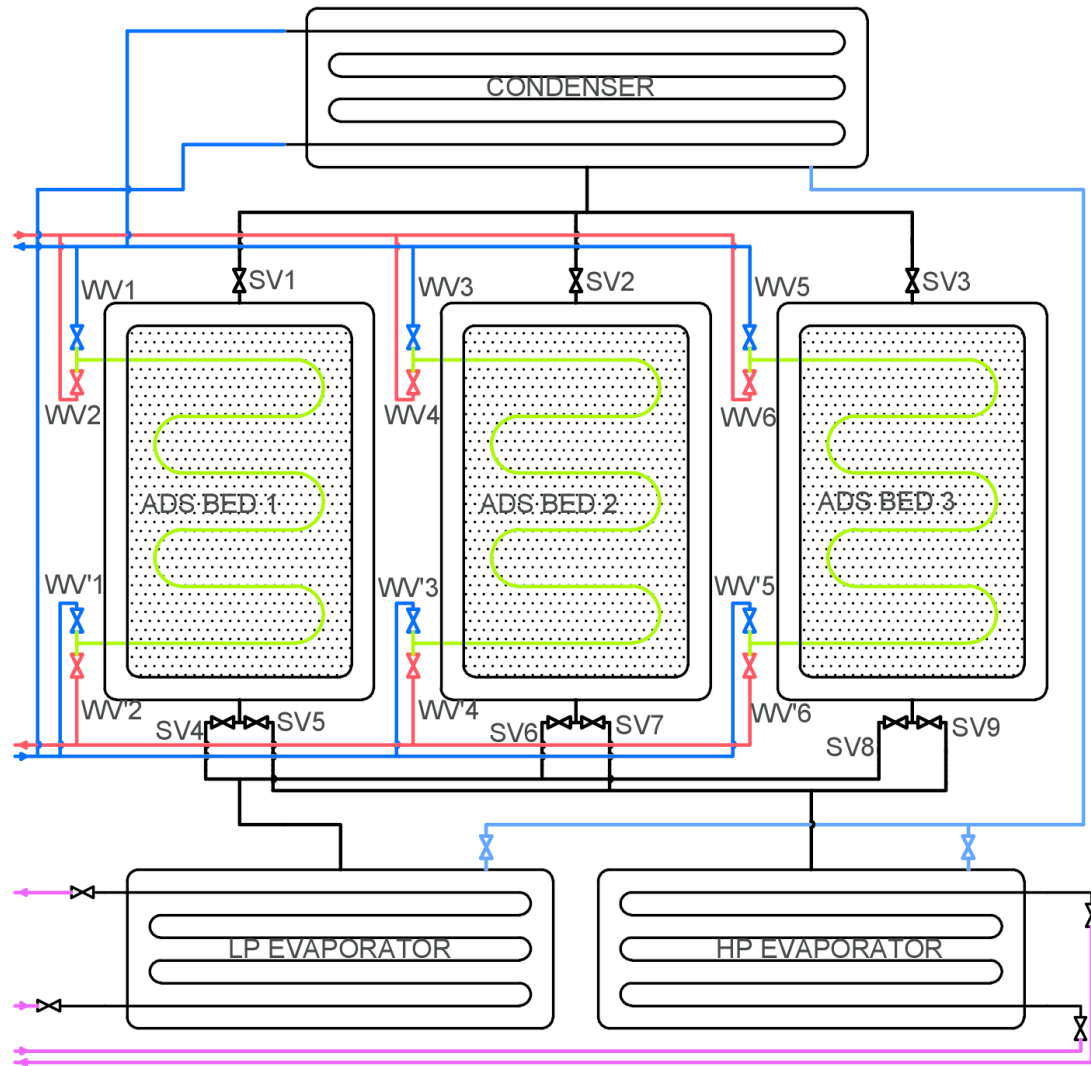 CONDENSER
SV1
SV2
SV3
WV1
WV3
WV5
WV2
WV4
WV6
ADS BED 1
ADS BED 2
ADS BED 3
WV'1
WV'3
WV'5
WV'2
WV'4
WV'6
SV4
SV5
SV6
SV7
SV8
SV9
LP EVAPORATOR
HP EVAPORATOR